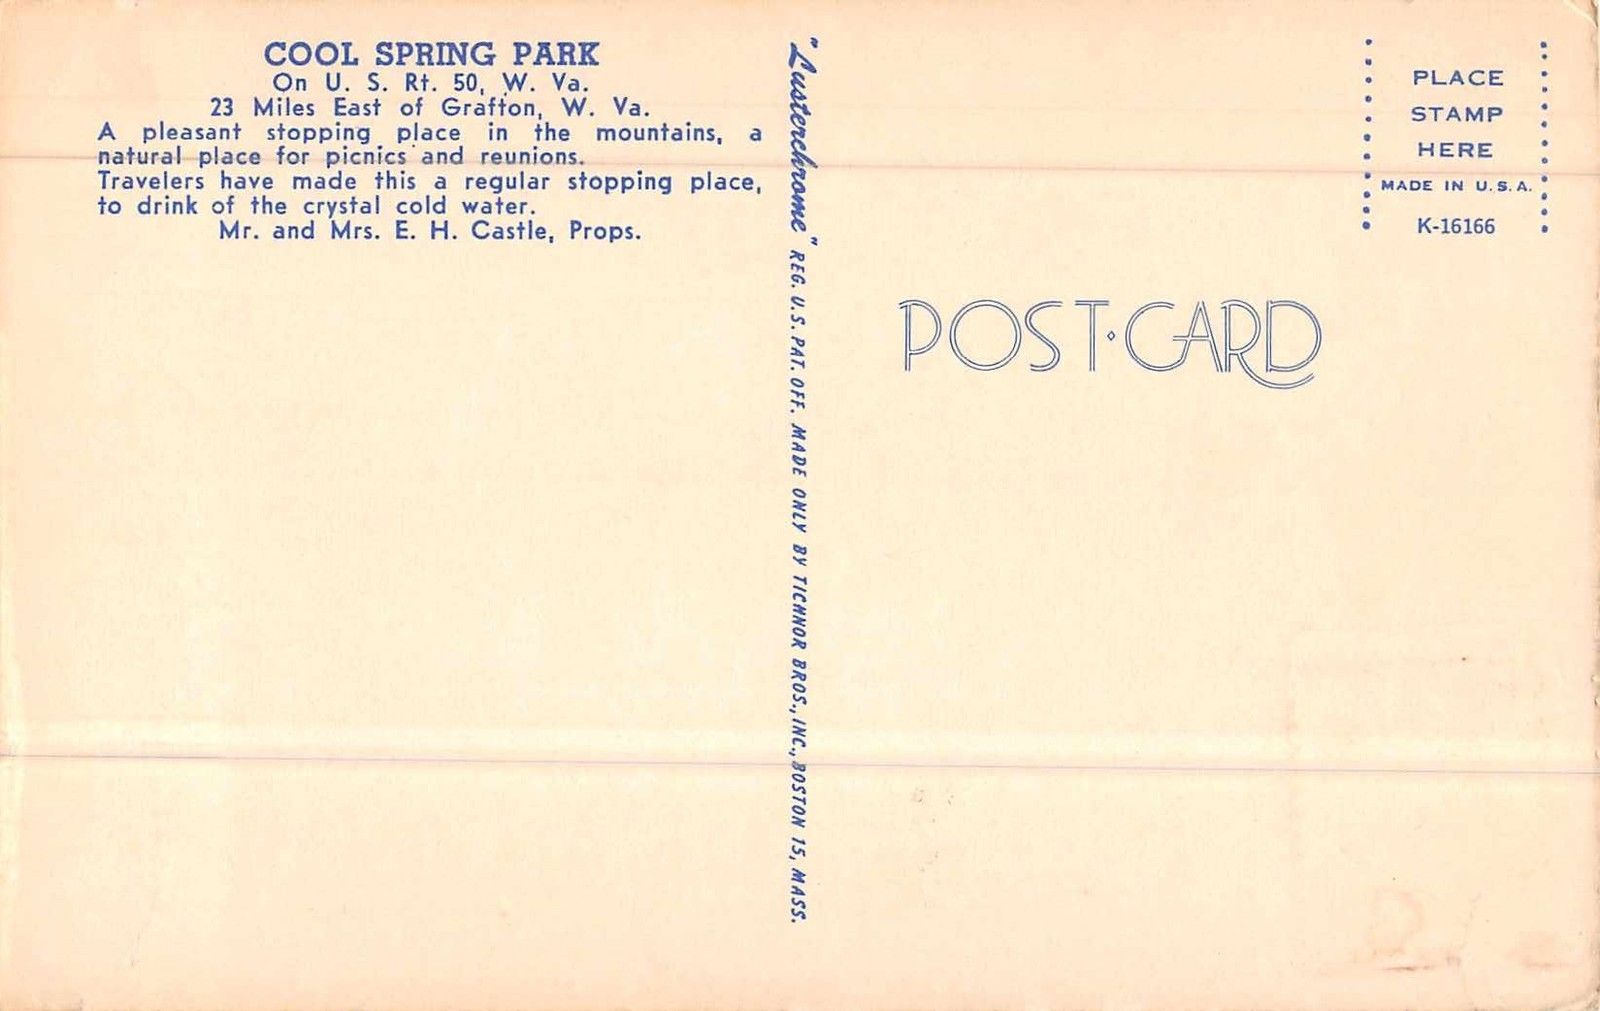 COOL SPRING PARK
On U. S. Rt. 50, W. Va.
23 Miles East of Grafton, W. Va.
A pleasant stopping place in the mountains, a
natural place for picnics and reunions.
Travelers have made this a regular stopping place,
to drink of the crystal cold water.
Mr. and Mrs. E. H. Castle, Props.
"Lusterchrome" REG. U.S. PAT. OFF. MADE ONLY BY TICHNOR BROS., INC., BOSTON 15, MASS.
PLACE
STAMP
HERE
MADE IN U.S.A.
K-16166
POST·CARD